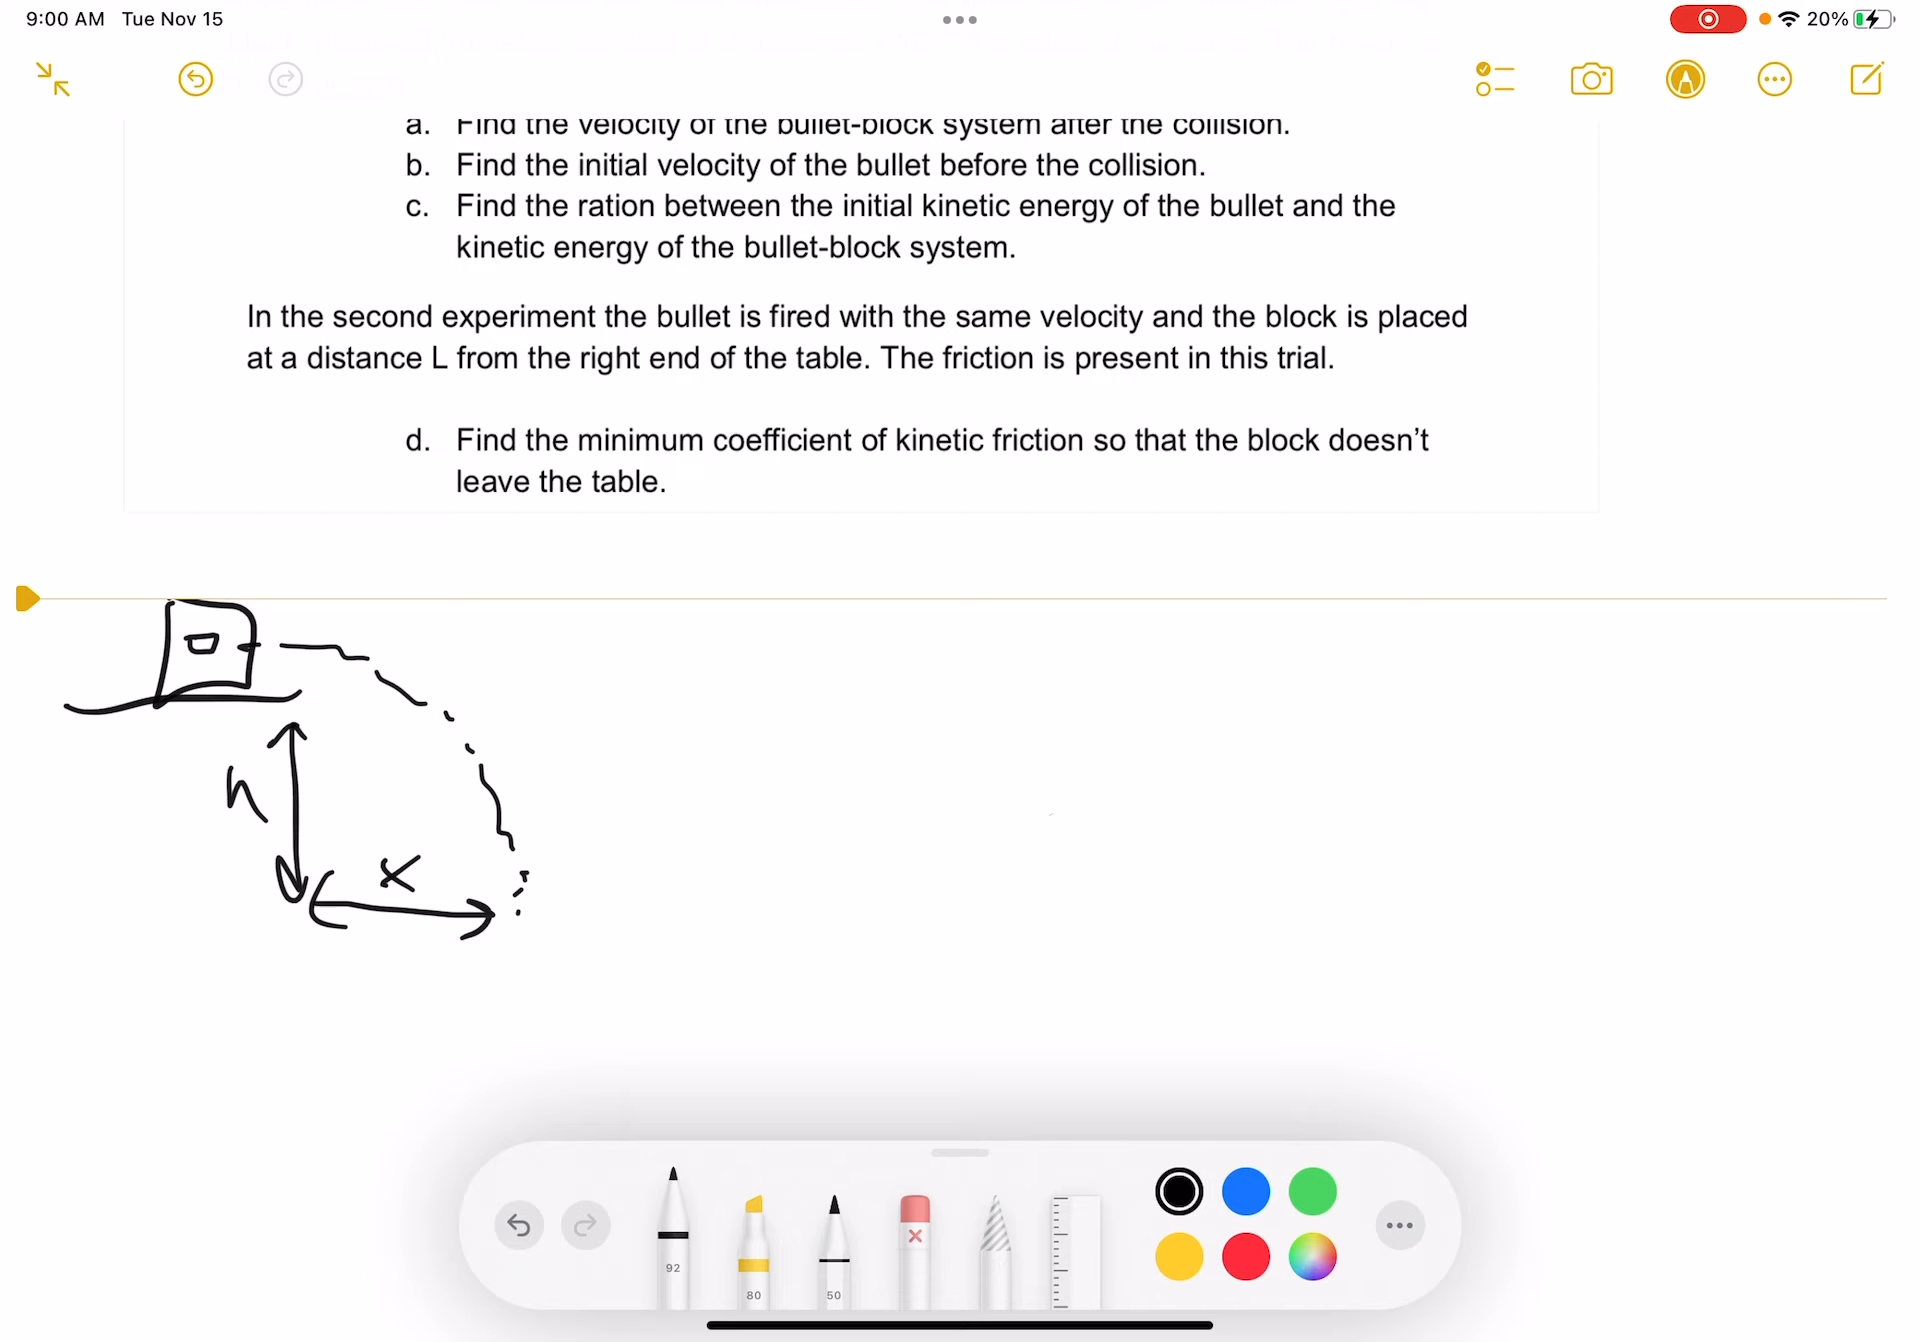 9:00 AM Tue Nov 15
20%
a. Find the velocity of the bullet-block system after the collision.
b. Find the initial velocity of the bullet before the collision.
c. Find the ration between the initial kinetic energy of the bullet and the
kinetic energy of the bullet-block system.
In the second experiment the bullet is fired with the same velocity and the block is placed
at a distance L from the right end of the table. The friction is present in this trial.
d. Find the minimum coefficient of kinetic friction so that the block doesn’t
leave the table.
h
x
92
80
50